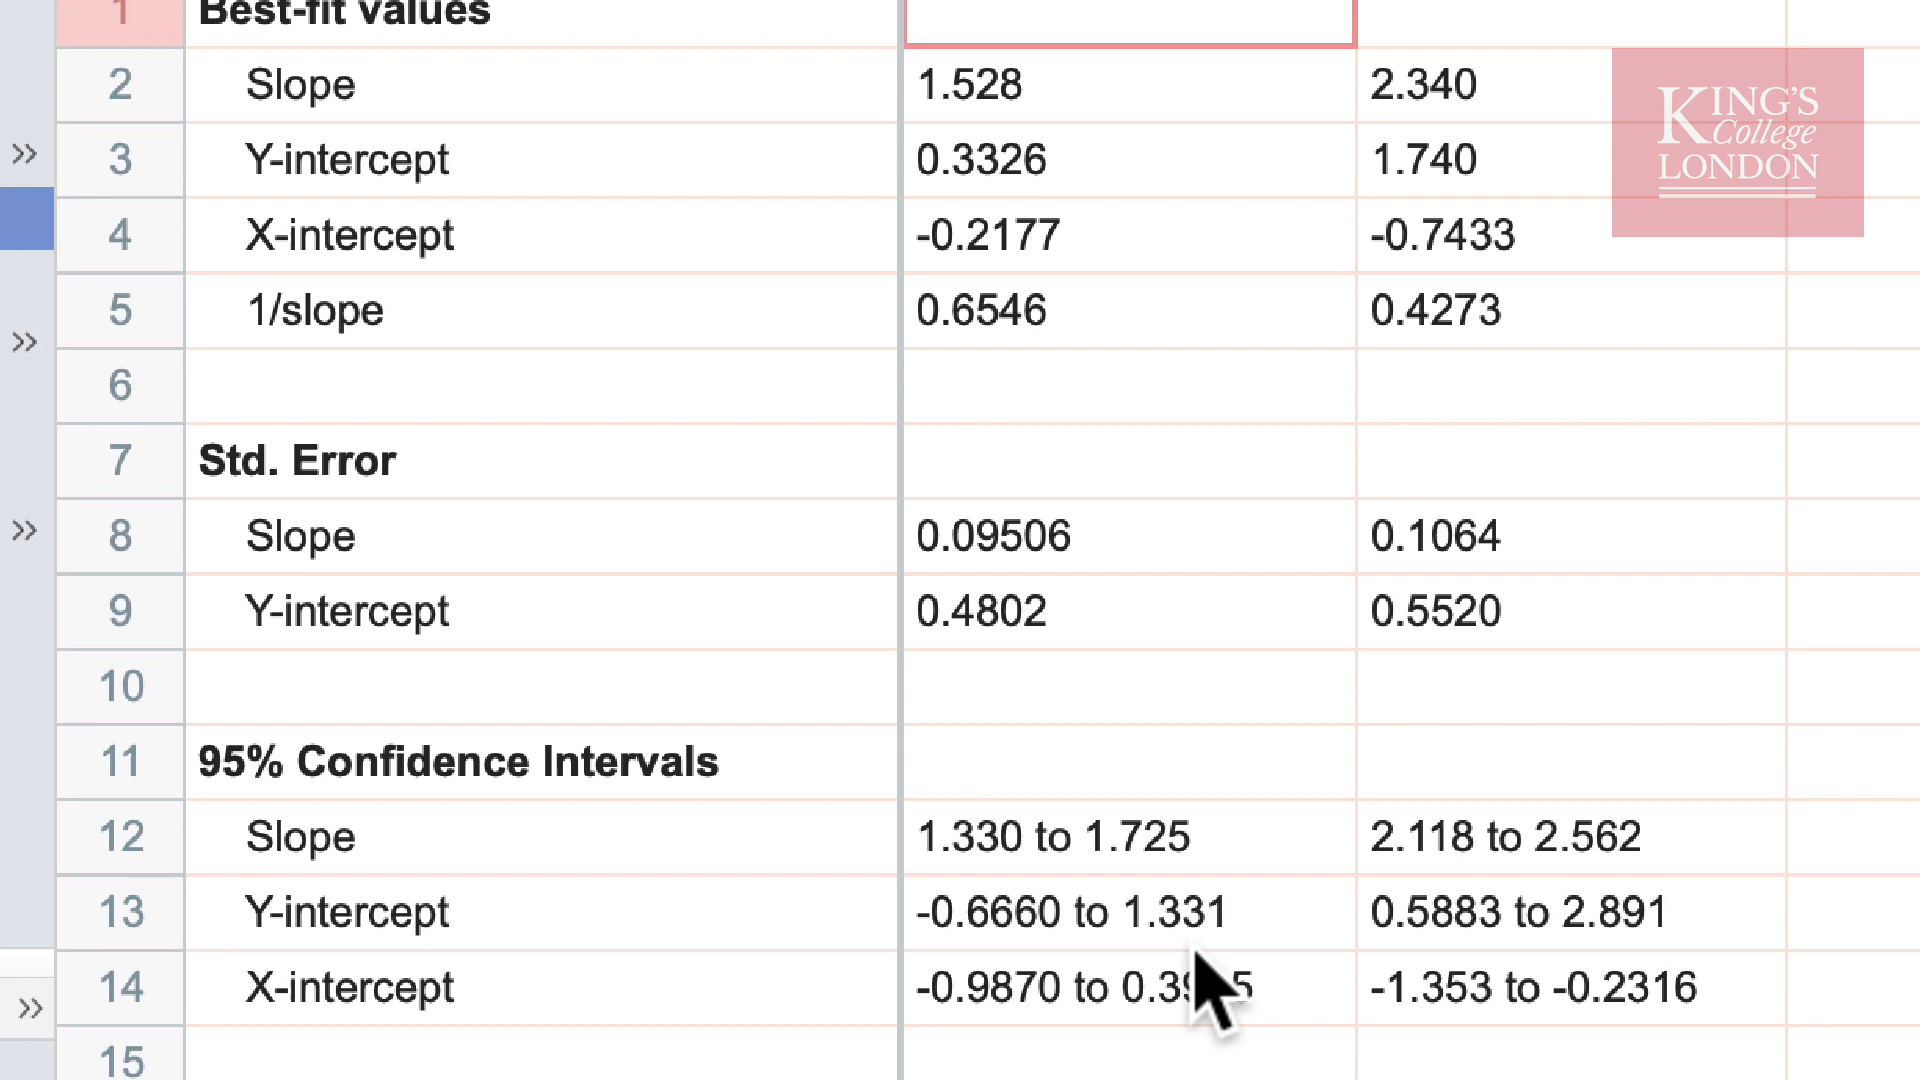 1 Best-fit values
2 Slope 1.528 2.340
3 Y-intercept 0.3326 1.740
4 X-intercept -0.2177 -0.7433
5 1/slope 0.6546 0.4273
6
7 Std. Error
8 Slope 0.09506 0.1064
9 Y-intercept 0.4802 0.5520
10
11 95% Confidence Intervals
12 Slope 1.330 to 1.725 2.118 to 2.562
13 Y-intercept -0.6660 to 1.331 0.5883 to 2.891
14 X-intercept -0.9870 to -1.353 to -0.2316
15
KING'S
College
LONDON